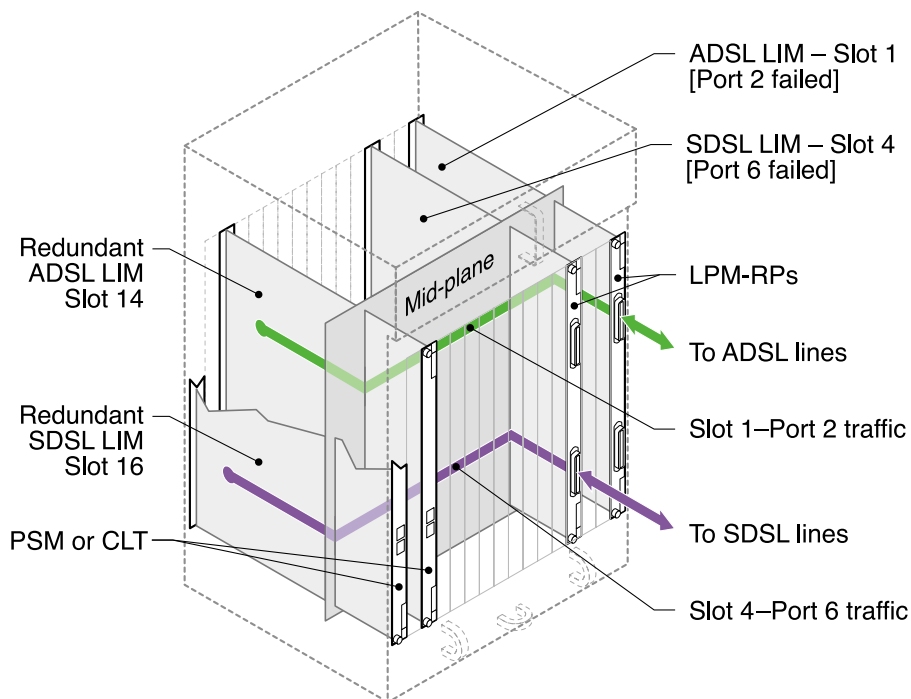 ADSL LIM – Slot 1
[Port 2 failed]
SDSL LIM – Slot 4
[Port 6 failed]
Redundant
ADSL LIM
Slot 14
Mid-plane
LPM-RPs
To ADSL lines
Redundant
SDSL LIM
Slot 16
Slot 1–Port 2 traffic
PSM or CLT
To SDSL lines
Slot 4–Port 6 traffic